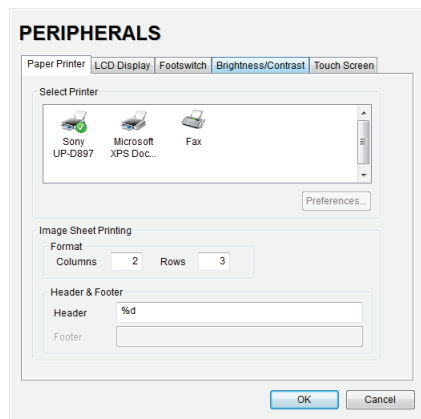 PERIPHERALS
Paper Printer LCD Display Footswitch Brightness/Contrast Touch Screen
Select Printer
Sony UP-D897
Microsoft XPS Doc...
Fax
Preferences...
Image Sheet Printing
Format
Columns 2 Rows 3
Header & Footer
Header %d
Footer
OK Cancel